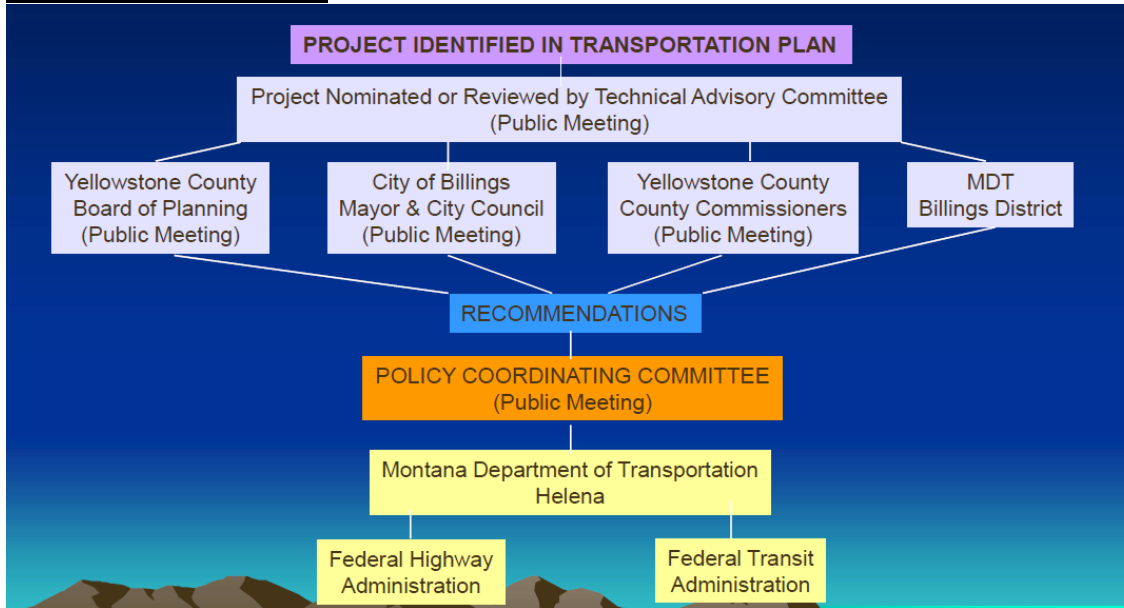 PROJECT IDENTIFIED IN TRANSPORTATION PLAN
Project Nominated or Reviewed by Technical Advisory Committee
(Public Meeting)
Yellowstone County
Board of Planning
(Public Meeting)
City of Billings
Mayor & City Council
(Public Meeting)
Yellowstone County
County Commissioners
(Public Meeting)
MDT
Billings District
RECOMMENDATIONS
POLICY COORDINATING COMMITTEE
(Public Meeting)
Montana Department of Transportation
Helena
Federal Highway
Administration
Federal Transit
Administration